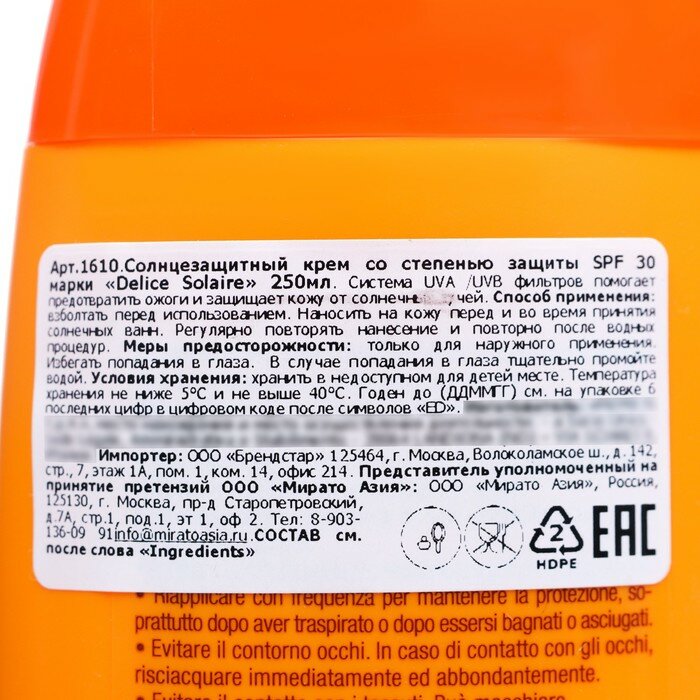 Арт.1610.Солнцезащитный крем со степенью защиты SPF 30
марки «Delice Solaire» 250мл. Система UVA /UVB фильтров помогает
предотвратить ожоги и защищает кожу от солнечн чей. Способ применения:
взболтать перед использованием. Наносить на кожу перед и во время принятия
солнечных ванн. Регулярно повторять нанесение и повторно после водных
процедур. Меры предосторожности: только для наружного применения.
Избегать попадания в глаза. В случае попадания в глаза тщательно промойте
водой. Условия хранения: хранить в недоступном для детей месте. Температура
хранения не ниже 5°С и не выше 40°С. Годен до (ДДММГГ) см. на упаковке 6
последних цифр в цифровом коде после символов «ED».
Импортер: ООО «Брендстар» 125464, г. Москва, Волоколамское ш., д. 142,
стр., 7, этаж 1А, пом. 1, ком. 14, офис 214. Представитель уполномоченный на
принятие претензий ООО «Мирато Азия»: ООО «Мирато Азия», Россия,
125130, г. Москва, пр-д Старопетровский,
д.7А, стр.1, под.1, эт 1, оф 2. Тел: 8-903-
136-09 91info@miratoasia.ru.СОСТАВ см.
после слова «Ingredients»
2
HDPE
EAC
• Riapplicare con frequenza per mantenere la protezione, so-
prattutto dopo aver traspirato o dopo essersi bagnati o asciugati.
• Evitare il contorno occhi. In caso di contatto con gli occhi,
risciacquare immediatamente ed abbondantemente.